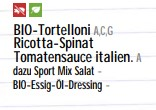 BIO-Tortelloni A,C,G
Ricotta-Spinat
Tomatensauce italien. A
dazu Sport Mix Salat -
BIO-Essig-Öl-Dressing -